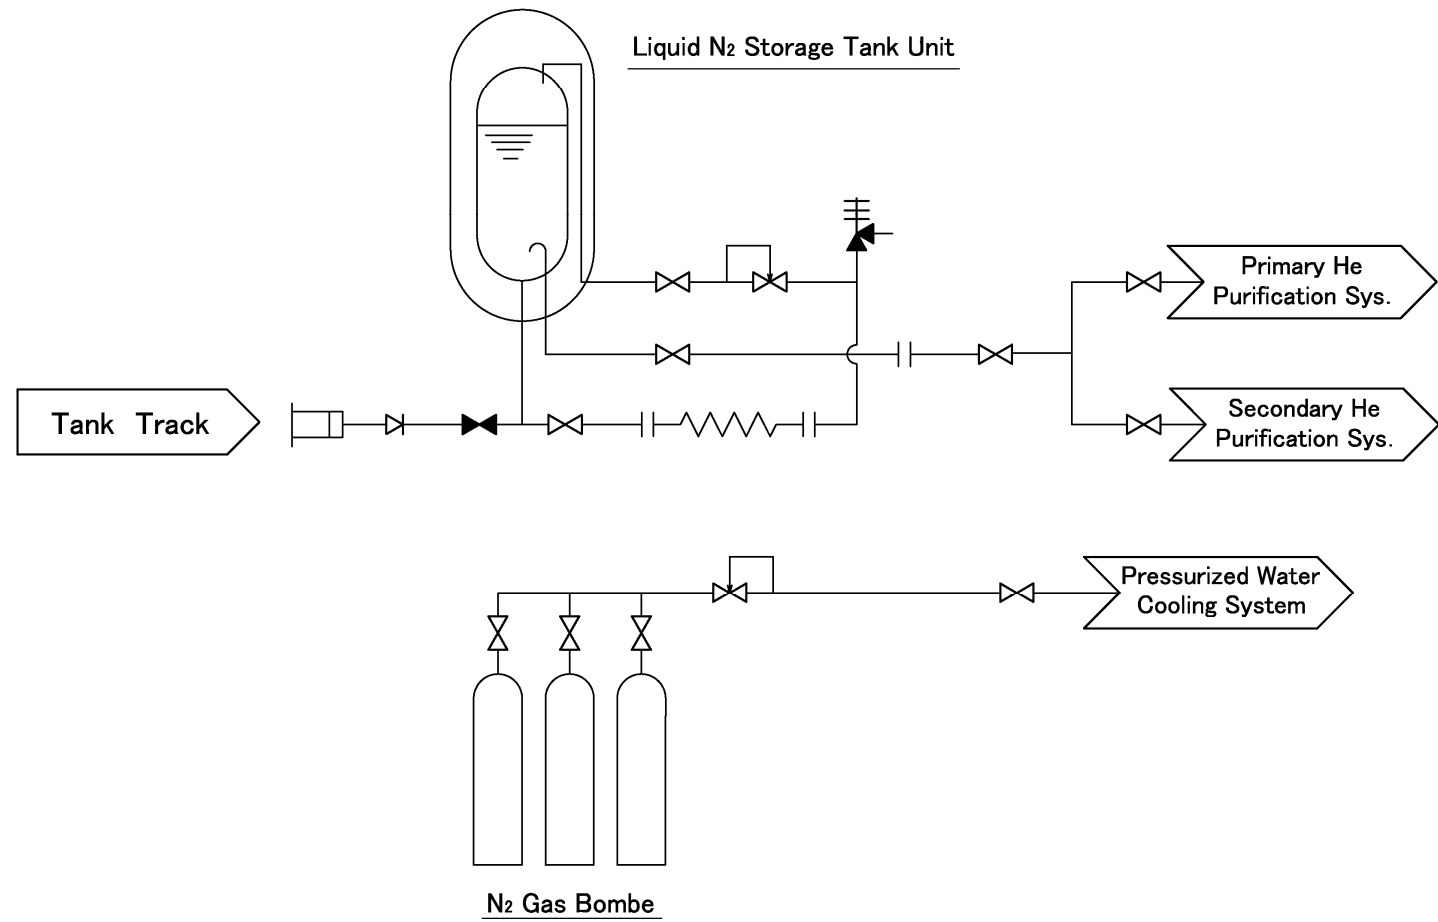 Liquid N2 Storage Tank Unit
Primary He
Purification Sys.
Tank Track
Secondary He
Purification Sys.
Pressurized Water
Cooling System
N2 Gas Bombe